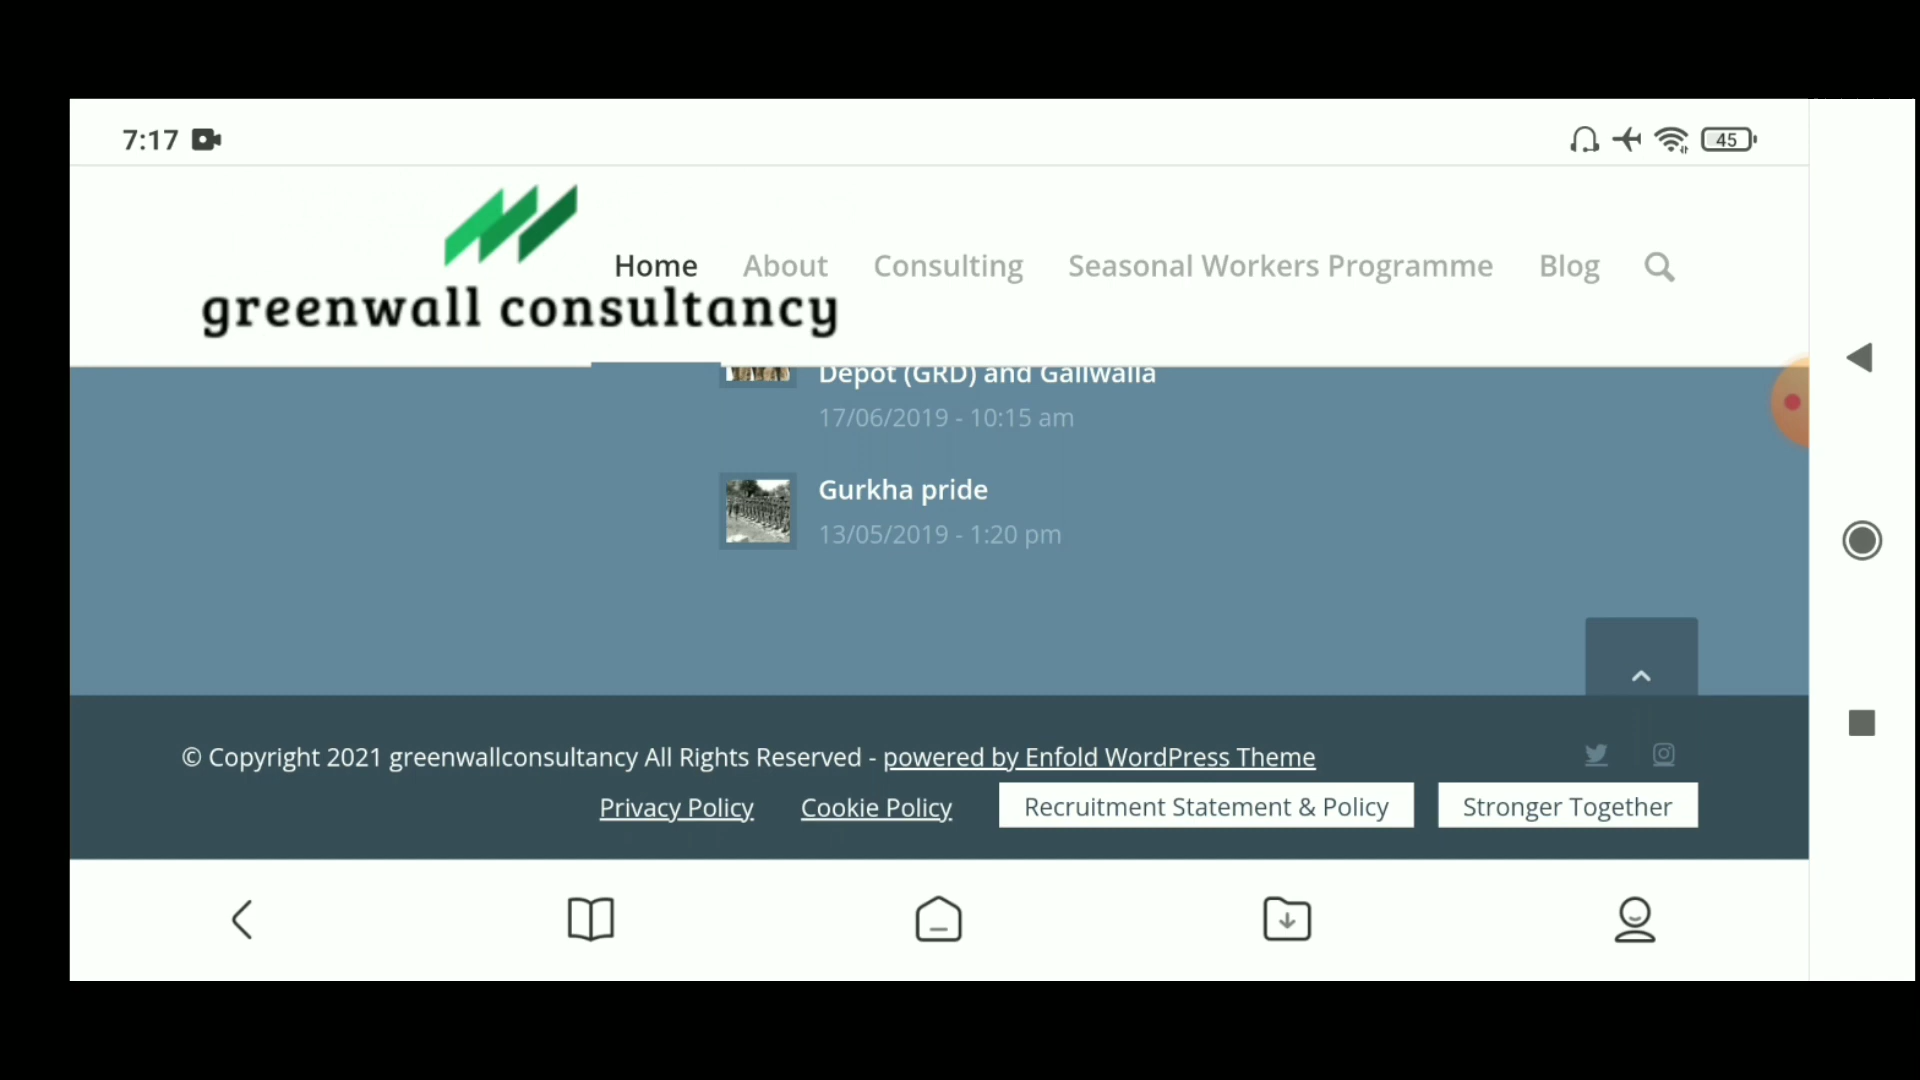 7:17
45
Home About Consulting Seasonal Workers Programme Blog
greenwall consultancy
Depot (GRD) and Gallwalla
17/06/2019 - 10:15 am
Gurkha pride
13/05/2019 - 1:20 pm
© Copyright 2021 greenwallconsultancy All Rights Reserved - powered by Enfold WordPress Theme
Privacy Policy Cookie Policy Recruitment Statement & Policy Stronger Together